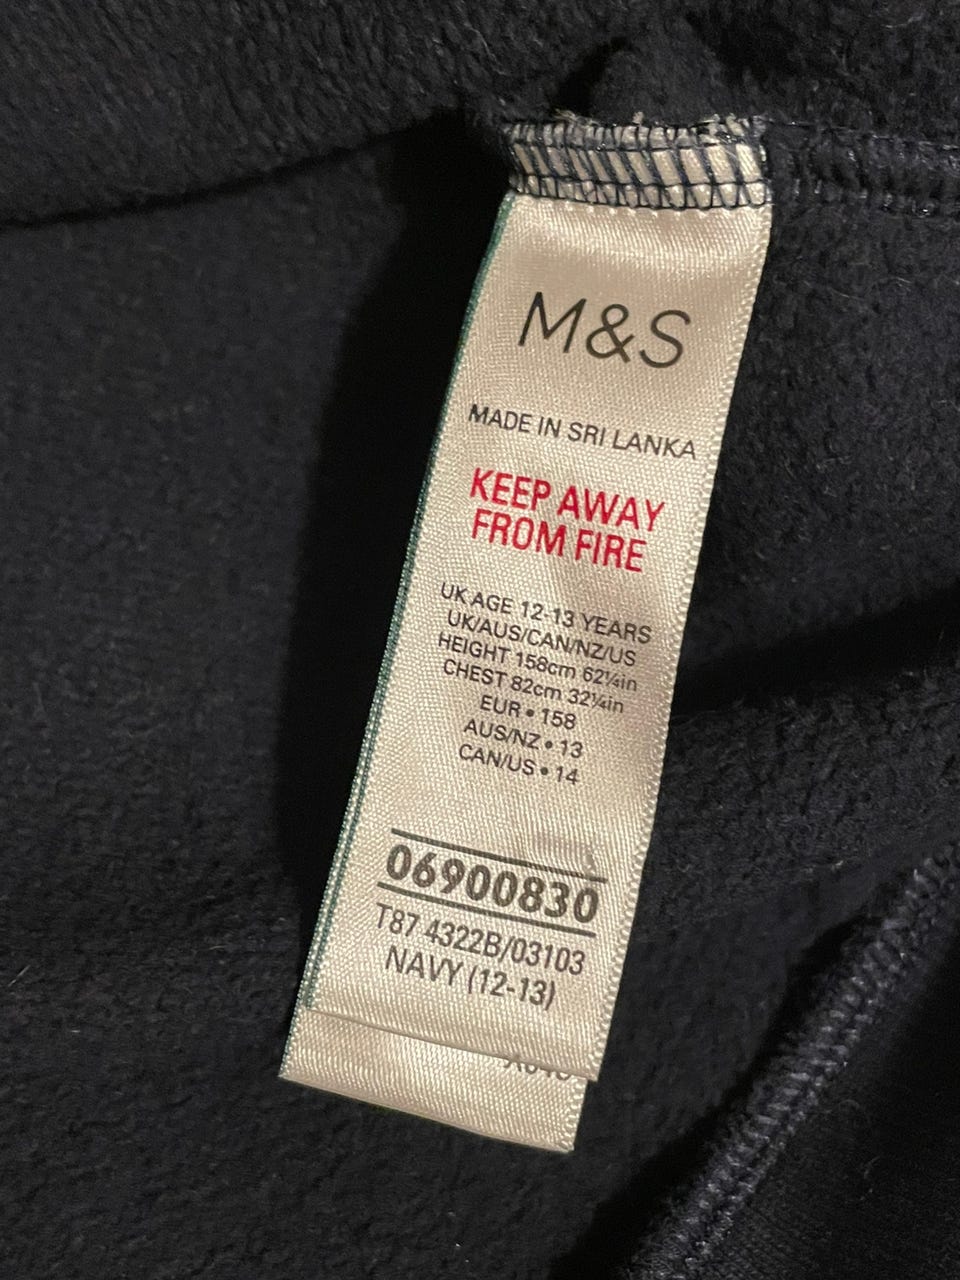 M&S
MADE IN SRI LANKA
KEEP AWAY
FROM FIRE
UK AGE 12-13 YEARS
UK/AUS/CAN/NZ/US
HEIGHT 158cm 62¼in
CHEST 82cm 32¼in
EUR • 158
AUS/NZ • 13
CAN/US • 14
06900830
T87 4322B/03103
NAVY (12-13)